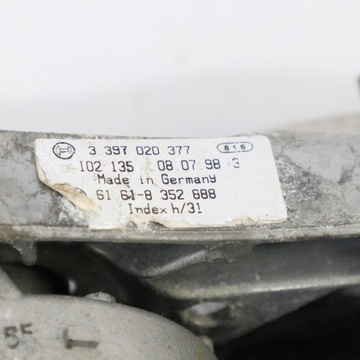 3 397 020 377 816
102 135 08.07.98 3
Made in Germany
61 61-8 352 688
Index h/31
55